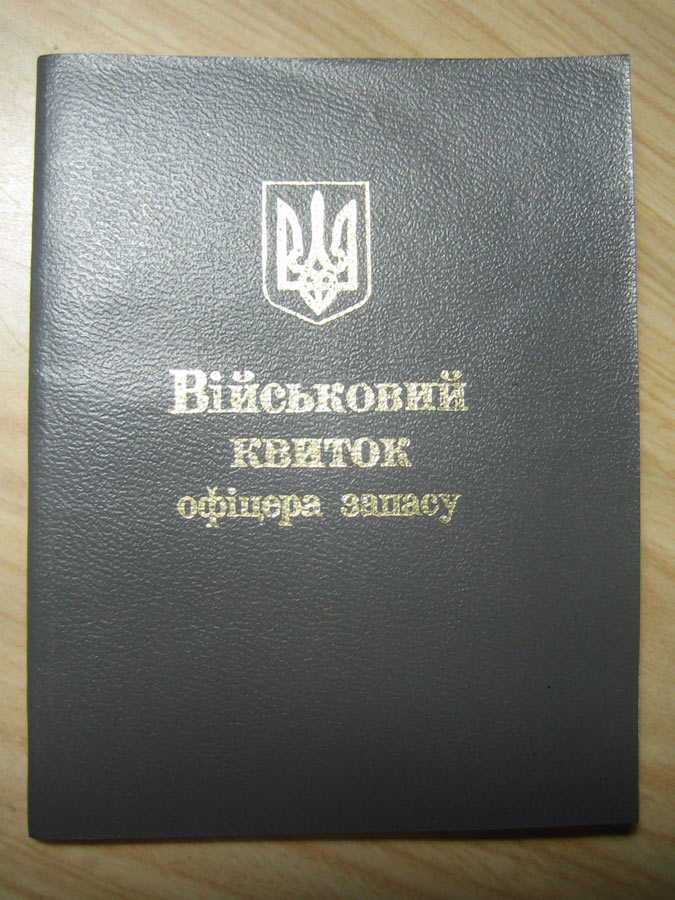 Військовий
квиток
офіцера запасу